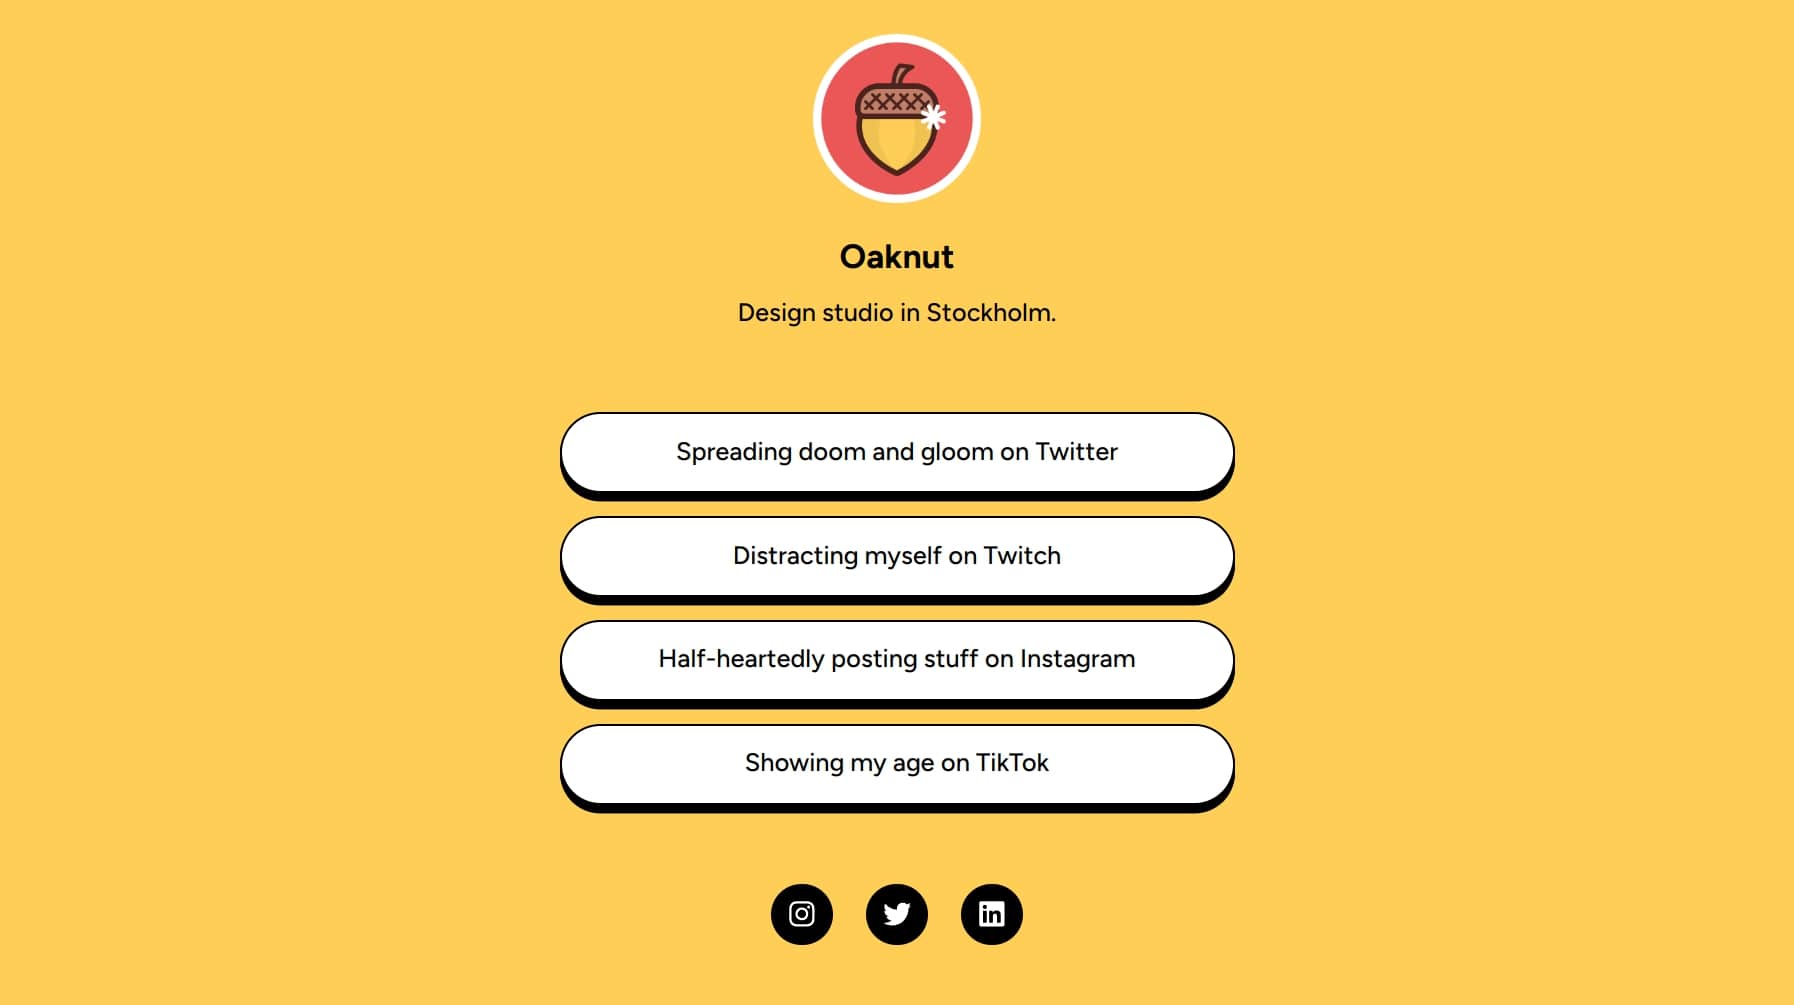 Oaknut
Design studio in Stockholm.
Spreading doom and gloom on Twitter
Distracting myself on Twitch
Half-heartedly posting stuff on Instagram
Showing my age on TikTok
in